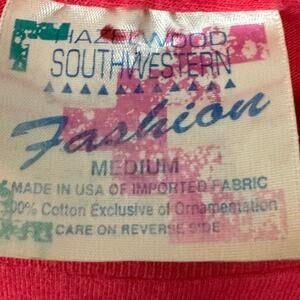 HAZELWOOD
SOUTHWESTERN
Fashion
MEDIUM
MADE IN USA OF IMPORTED FABRIC
100% Cotton Exclusive of Ornamentation
CARE ON REVERSE SIDE